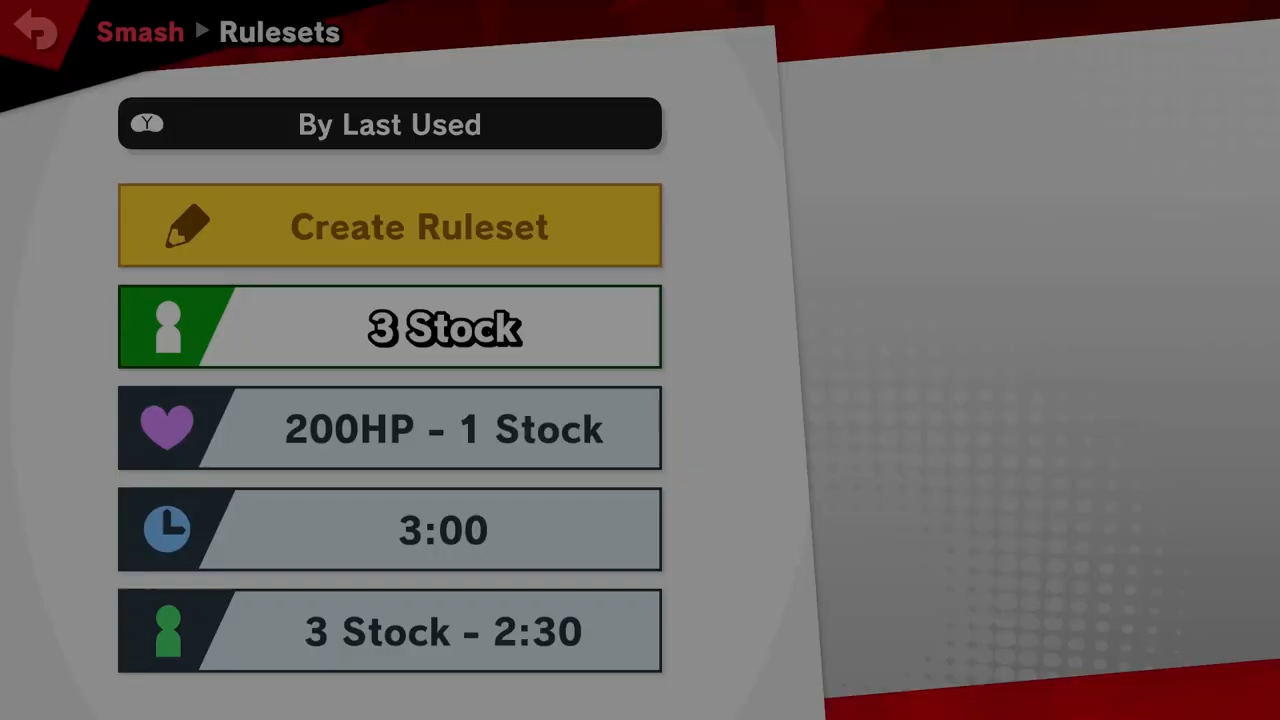 Smash ▶ Rulesets
Y By Last Used
Create Ruleset
3 Stock
200HP - 1 Stock
3:00
3 Stock - 2:30